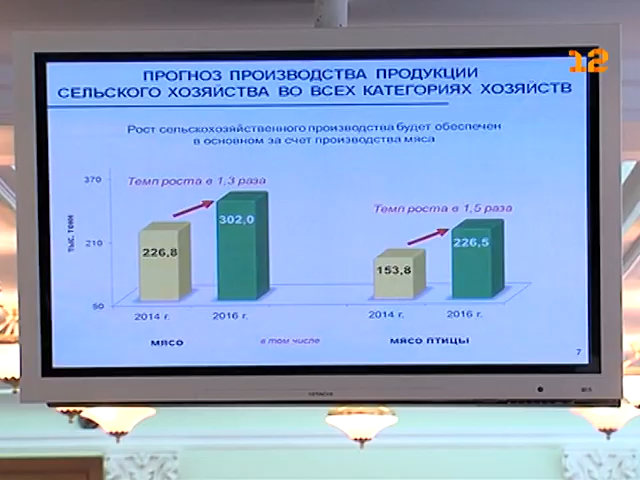 12
ПРОГНОЗ ПРОИЗВОДСТВА ПРОДУКЦИИ
СЕЛЬСКОГО ХОЗЯЙСТВА ВО ВСЕХ КАТЕГОРИЯХ ХОЗЯЙСТВ
Рост сельскохозяйственного производства будет обеспечен
в основном за счет производства мяса
370
Темп роста в 1,3 раза
302,0
Темп роста в 1,5 раза
тыс. тонн
210
226,8
226,5
153,8
50
2014 г.
2016 г.
2014 г.
2016 г.
мясо
в том числе
мясо птицы
7
HITACHI